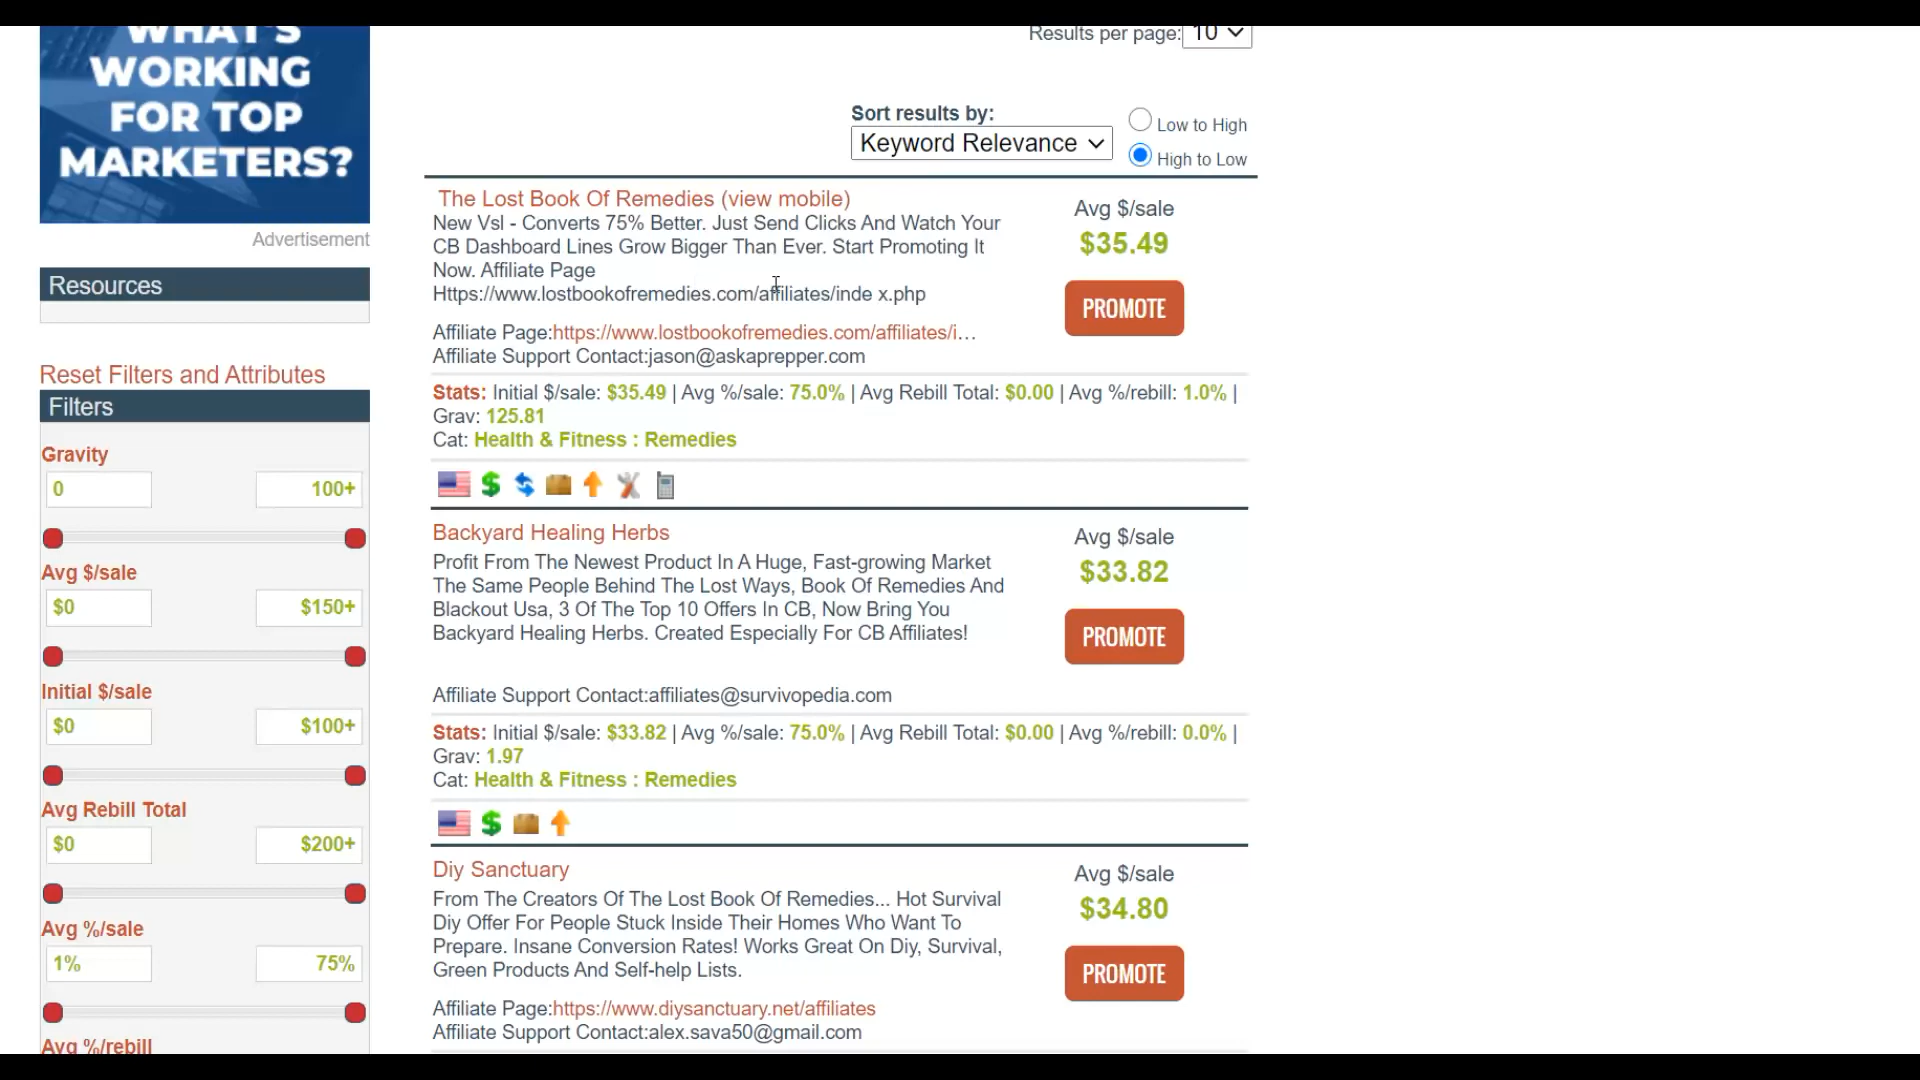 WHAT'S
WORKING
FOR TOP
MARKETERS?
Advertisement
Resources
Reset Filters and Attributes
Filters
Gravity
0 100+
Avg $/sale
$0 $150+
Initial $/sale
$0 $100+
Avg Rebill Total
$0 $200+
Avg %/sale
1% 75%
Avg %/rebill
Results per page: 10
Sort results by:
Keyword Relevance
Low to High
High to Low
The Lost Book Of Remedies (view mobile)
New Vsl - Converts 75% Better. Just Send Clicks And Watch Your
CB Dashboard Lines Grow Bigger Than Ever. Start Promoting It
Now. Affiliate Page
Https://www.lostbookofremedies.com/affiliates/inde x.php
Affiliate Page:https://www.lostbookofremedies.com/affiliates/i...
Affiliate Support Contact:jason@askaprepper.com
Avg $/sale
$35.49
PROMOTE
Stats: Initial $/sale: $35.49 | Avg %/sale: 75.0% | Avg Rebill Total: $0.00 | Avg %/rebill: 1.0% |
Grav: 125.81
Cat: Health & Fitness : Remedies
Backyard Healing Herbs
Profit From The Newest Product In A Huge, Fast-growing Market
The Same People Behind The Lost Ways, Book Of Remedies And
Blackout Usa, 3 Of The Top 10 Offers In CB, Now Bring You
Backyard Healing Herbs. Created Especially For CB Affiliates!
Affiliate Support Contact:affiliates@survivopedia.com
Avg $/sale
$33.82
PROMOTE
Stats: Initial $/sale: $33.82 | Avg %/sale: 75.0% | Avg Rebill Total: $0.00 | Avg %/rebill: 0.0% |
Grav: 1.97
Cat: Health & Fitness : Remedies
Diy Sanctuary
From The Creators Of The Lost Book Of Remedies... Hot Survival
Diy Offer For People Stuck Inside Their Homes Who Want To
Prepare. Insane Conversion Rates! Works Great On Diy, Survival,
Green Products And Self-help Lists.
Affiliate Page:https://www.diysanctuary.net/affiliates
Affiliate Support Contact:alex.sava50@gmail.com
Avg $/sale
$34.80
PROMOTE